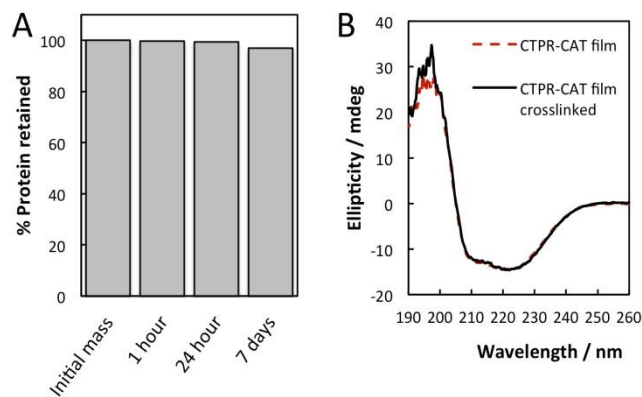 A
% Protein retained
100
80
60
40
20
0
Initial mass
1 hour
24 hour
7 days
B
CTPR-CAT film
CTPR-CAT film
crosslinked
Ellipticity / mdeg
40
30
20
10
0
-10
-20
190 200 210 220 230 240 250 260
Wavelength / nm